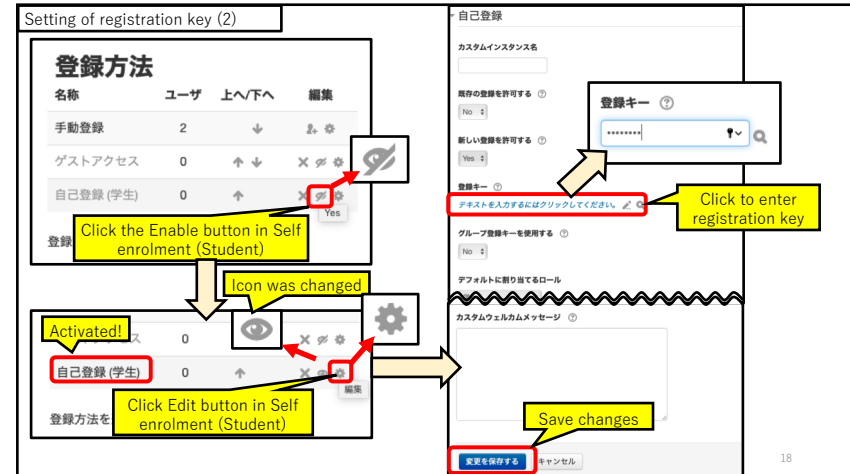 Setting of registration key (2)
登録方法
名称 ユーザ 上へ/下へ 編集
手動登録 2
ゲストアクセス 0
自己登録 (学生) 0
Yes
Click the Enable button in Self
enrolment (Student)
登録
Icon was changed
Activated!
セス 0
自己登録 (学生) 0
編集
Click Edit button in Self
enrolment (Student)
登録方法を
自己登録
カスタムインスタンス名
既存の登録を許可する
No
新しい登録を許可する
Yes
登録キー
テキストを入力するにはクリックしてください。
登録キー
Click to enter
registration key
グループ登録キーを使用する
No
デフォルトに割り当てるロール
カスタムウェルカムメッセージ
Save changes
変更を保存する キャンセル
18